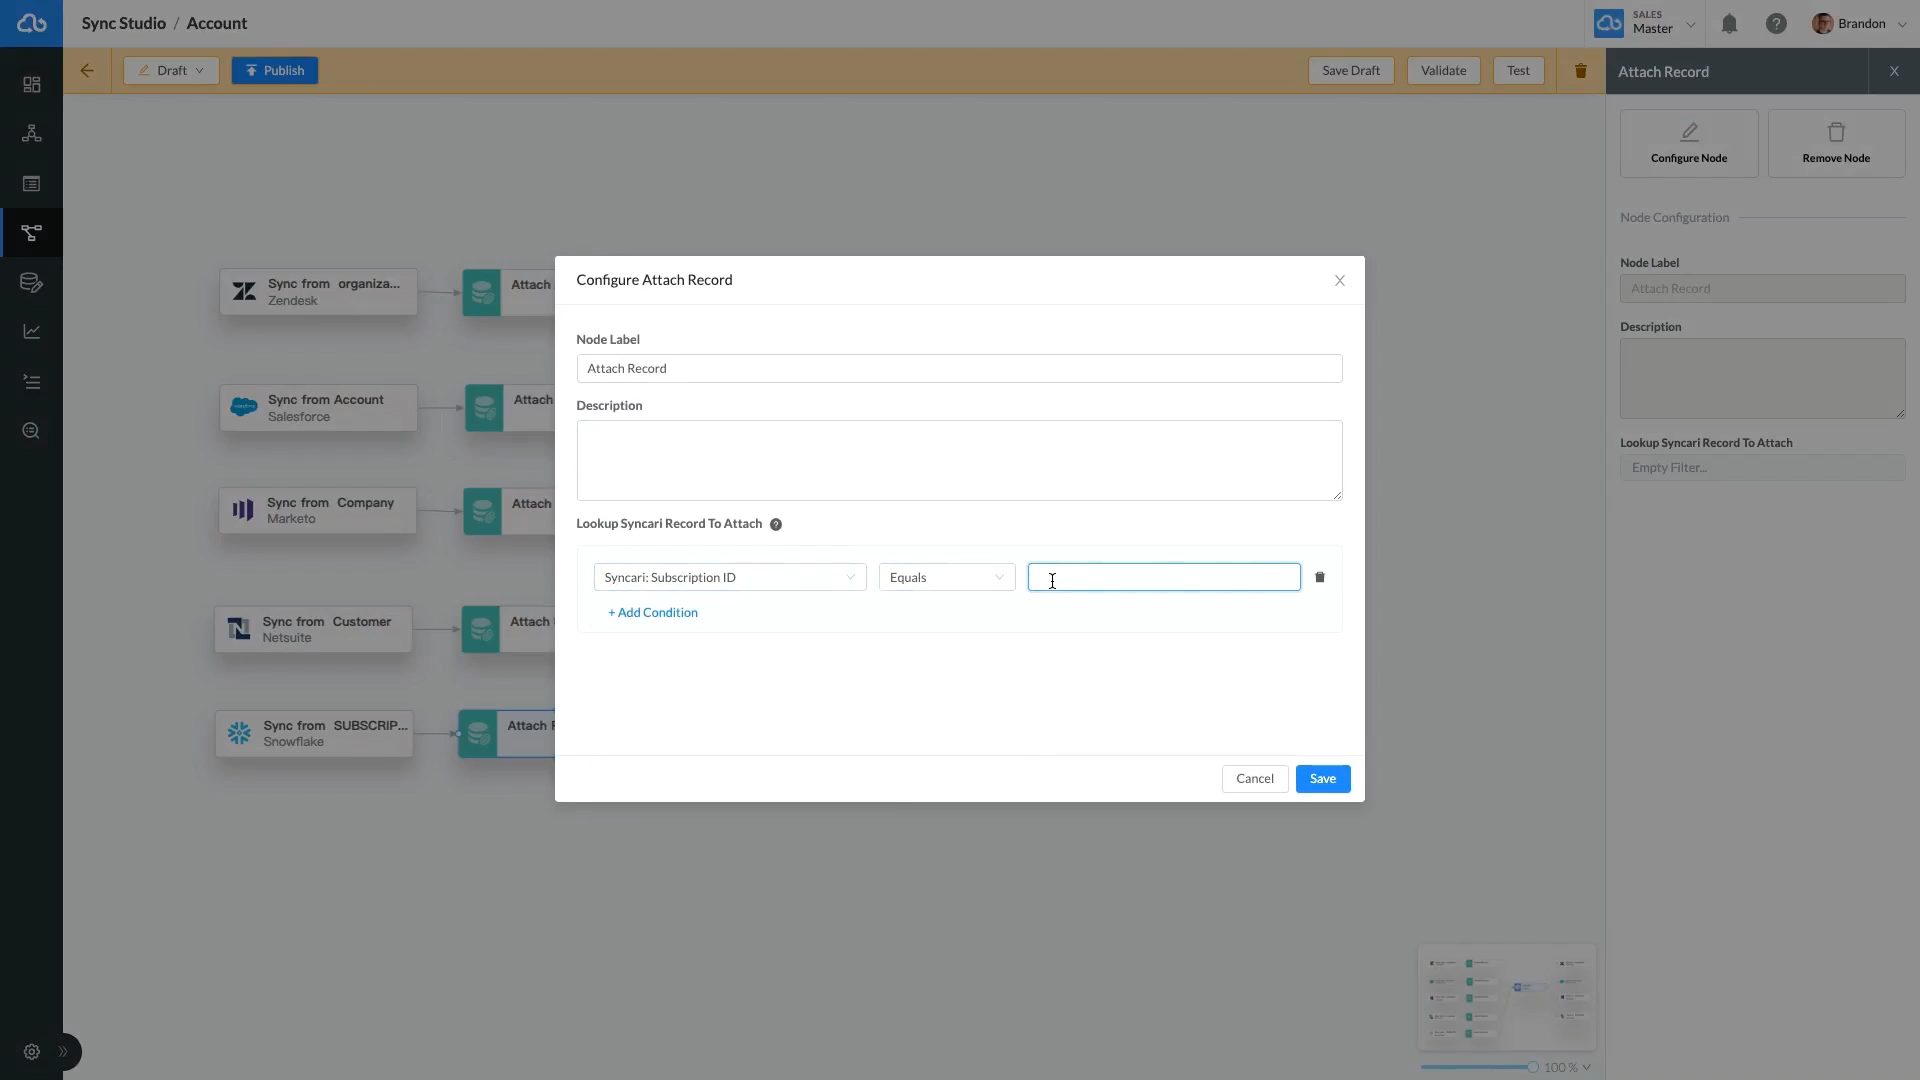 Sync Studio / Account
SALES
Master
Brandon
Draft
Publish
Save Draft
Validate
Test
Attach Record
X
Configure Node
Remove Node
Node Configuration
Node Label
Attach Record
Description
Lookup Syncari Record To Attach
Empty Filter...
Sync from organiza...
Zendesk
Attach
Sync from Account
Salesforce
Attach
Sync from Company
Marketo
Attach
Sync from Customer
Netsuite
Attach
Sync from SUBSCRIP...
Snowflake
Attach
Configure Attach Record
Node Label
Attach Record
Description
Lookup Syncari Record To Attach ?
Syncari: Subscription ID
Equals
+ Add Condition
Cancel
Save
100 %